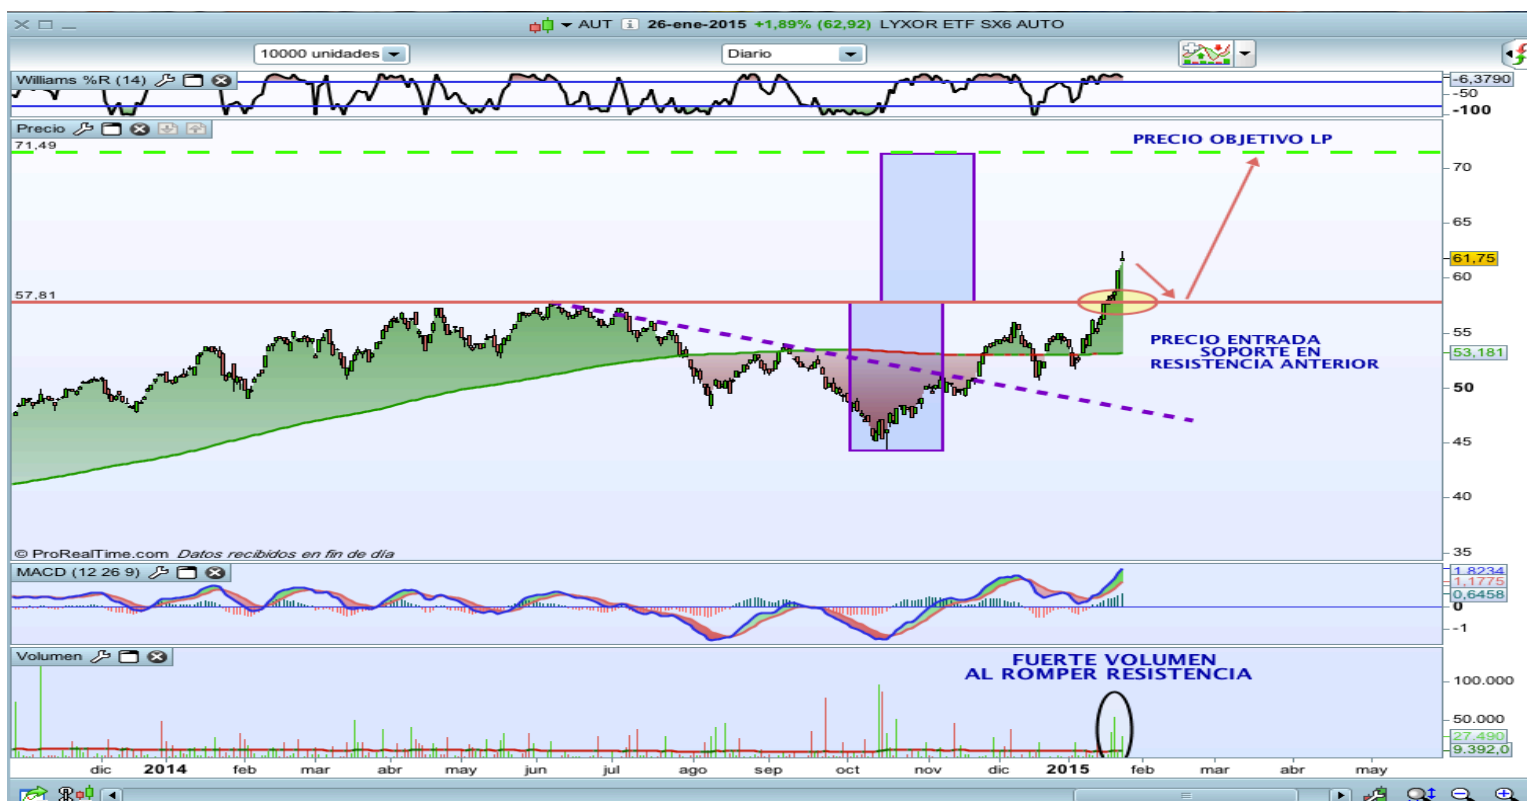 AUT 26-ene-2015 +1,89% (62,92) LYXOR ETF SX6 AUTO
10000 unidades Diario
Williams %R (14)
-6,3790
-50
-100
Precio
71,49
PRECIO OBJETIVO LP
70
65
61,75
60
57,81
55
PRECIO ENTRADA
SOPORTE EN
RESISTENCIA ANTERIOR
53,181
50
45
40
35
© ProRealTime.com Datos recibidos en fin de día
MACD (12 26 9)
1,8234
1,1775
0,6458
0
-1
Volumen
FUERTE VOLUMEN
AL ROMPER RESISTENCIA
100.000
50.000
27.490
9.392,0
dic 2014 feb mar abr may jun jul ago sep oct nov dic 2015 feb mar abr may